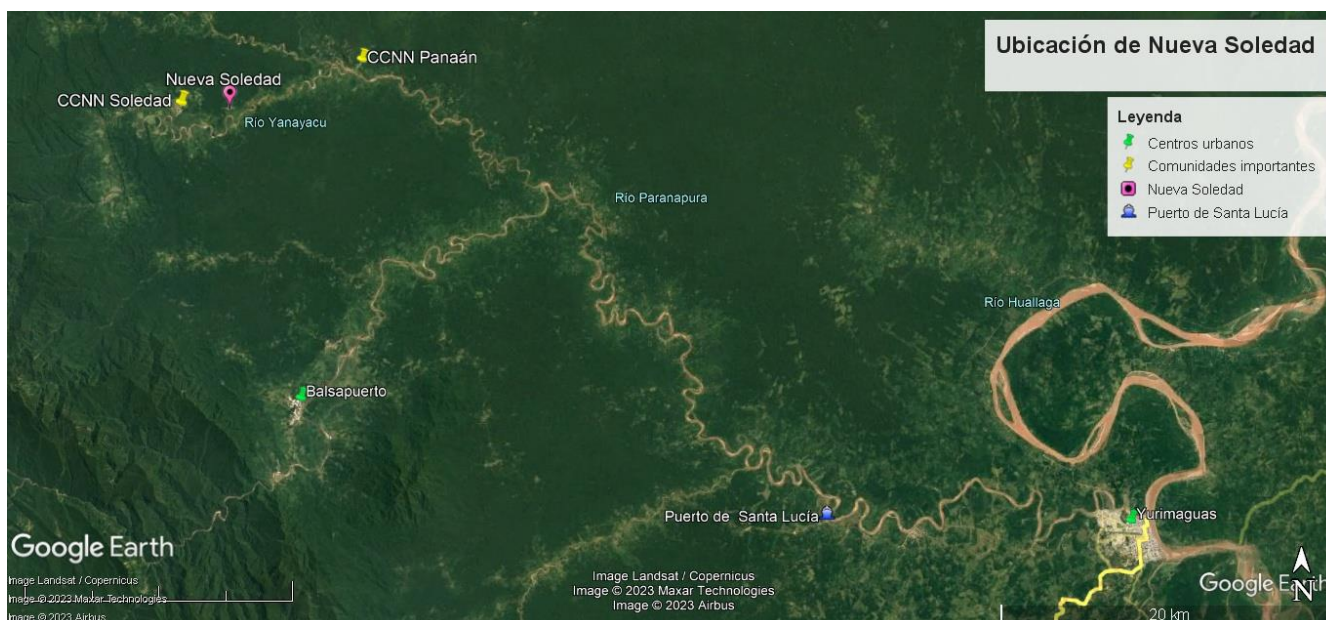 Ubicación de Nueva Soledad
Leyenda
Centros urbanos
Comunidades importantes
Nueva Soledad
Puerto de Santa Lucía
CCNN Panaán
Nueva Soledad
CCNN Soledad
Río Yanayacu
Río Paranapura
Río Huallaga
Balsapuerto
Puerto de Santa Lucía
Yurimaguas
Google Earth
Image Landsat / Copernicus
Image © 2023 Maxar Technologies
Image © 2023 Airbus
Image Landsat / Copernicus
Image © 2023 Maxar Technologies
Image © 2023 Airbus
Google Earth
N
20 km